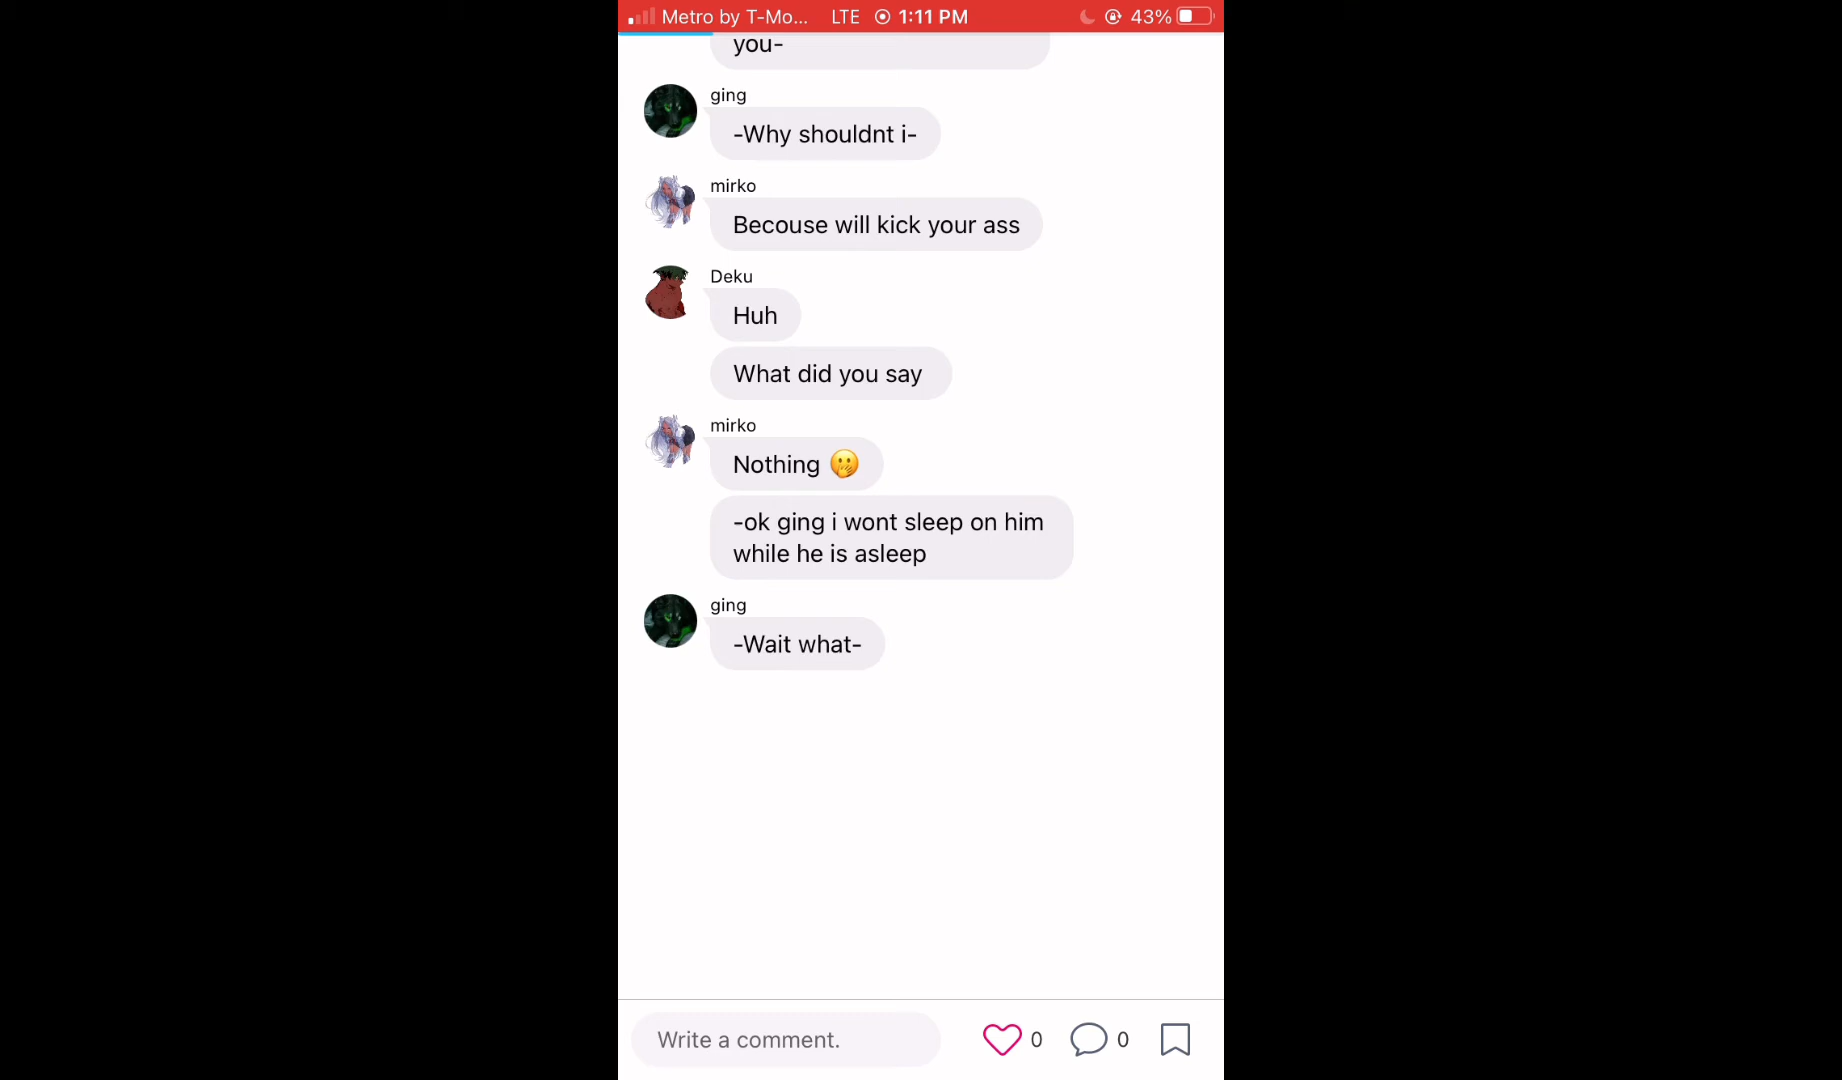 Metro by T-Mo... LTE 1:11 PM 43%
you-
ging
-Why shouldnt i-
mirko
Becouse will kick your ass
Deku
Huh
What did you say
mirko
Nothing 🤭
-ok ging i wont sleep on him
while he is asleep
ging
-Wait what-
Write a comment. 0 0